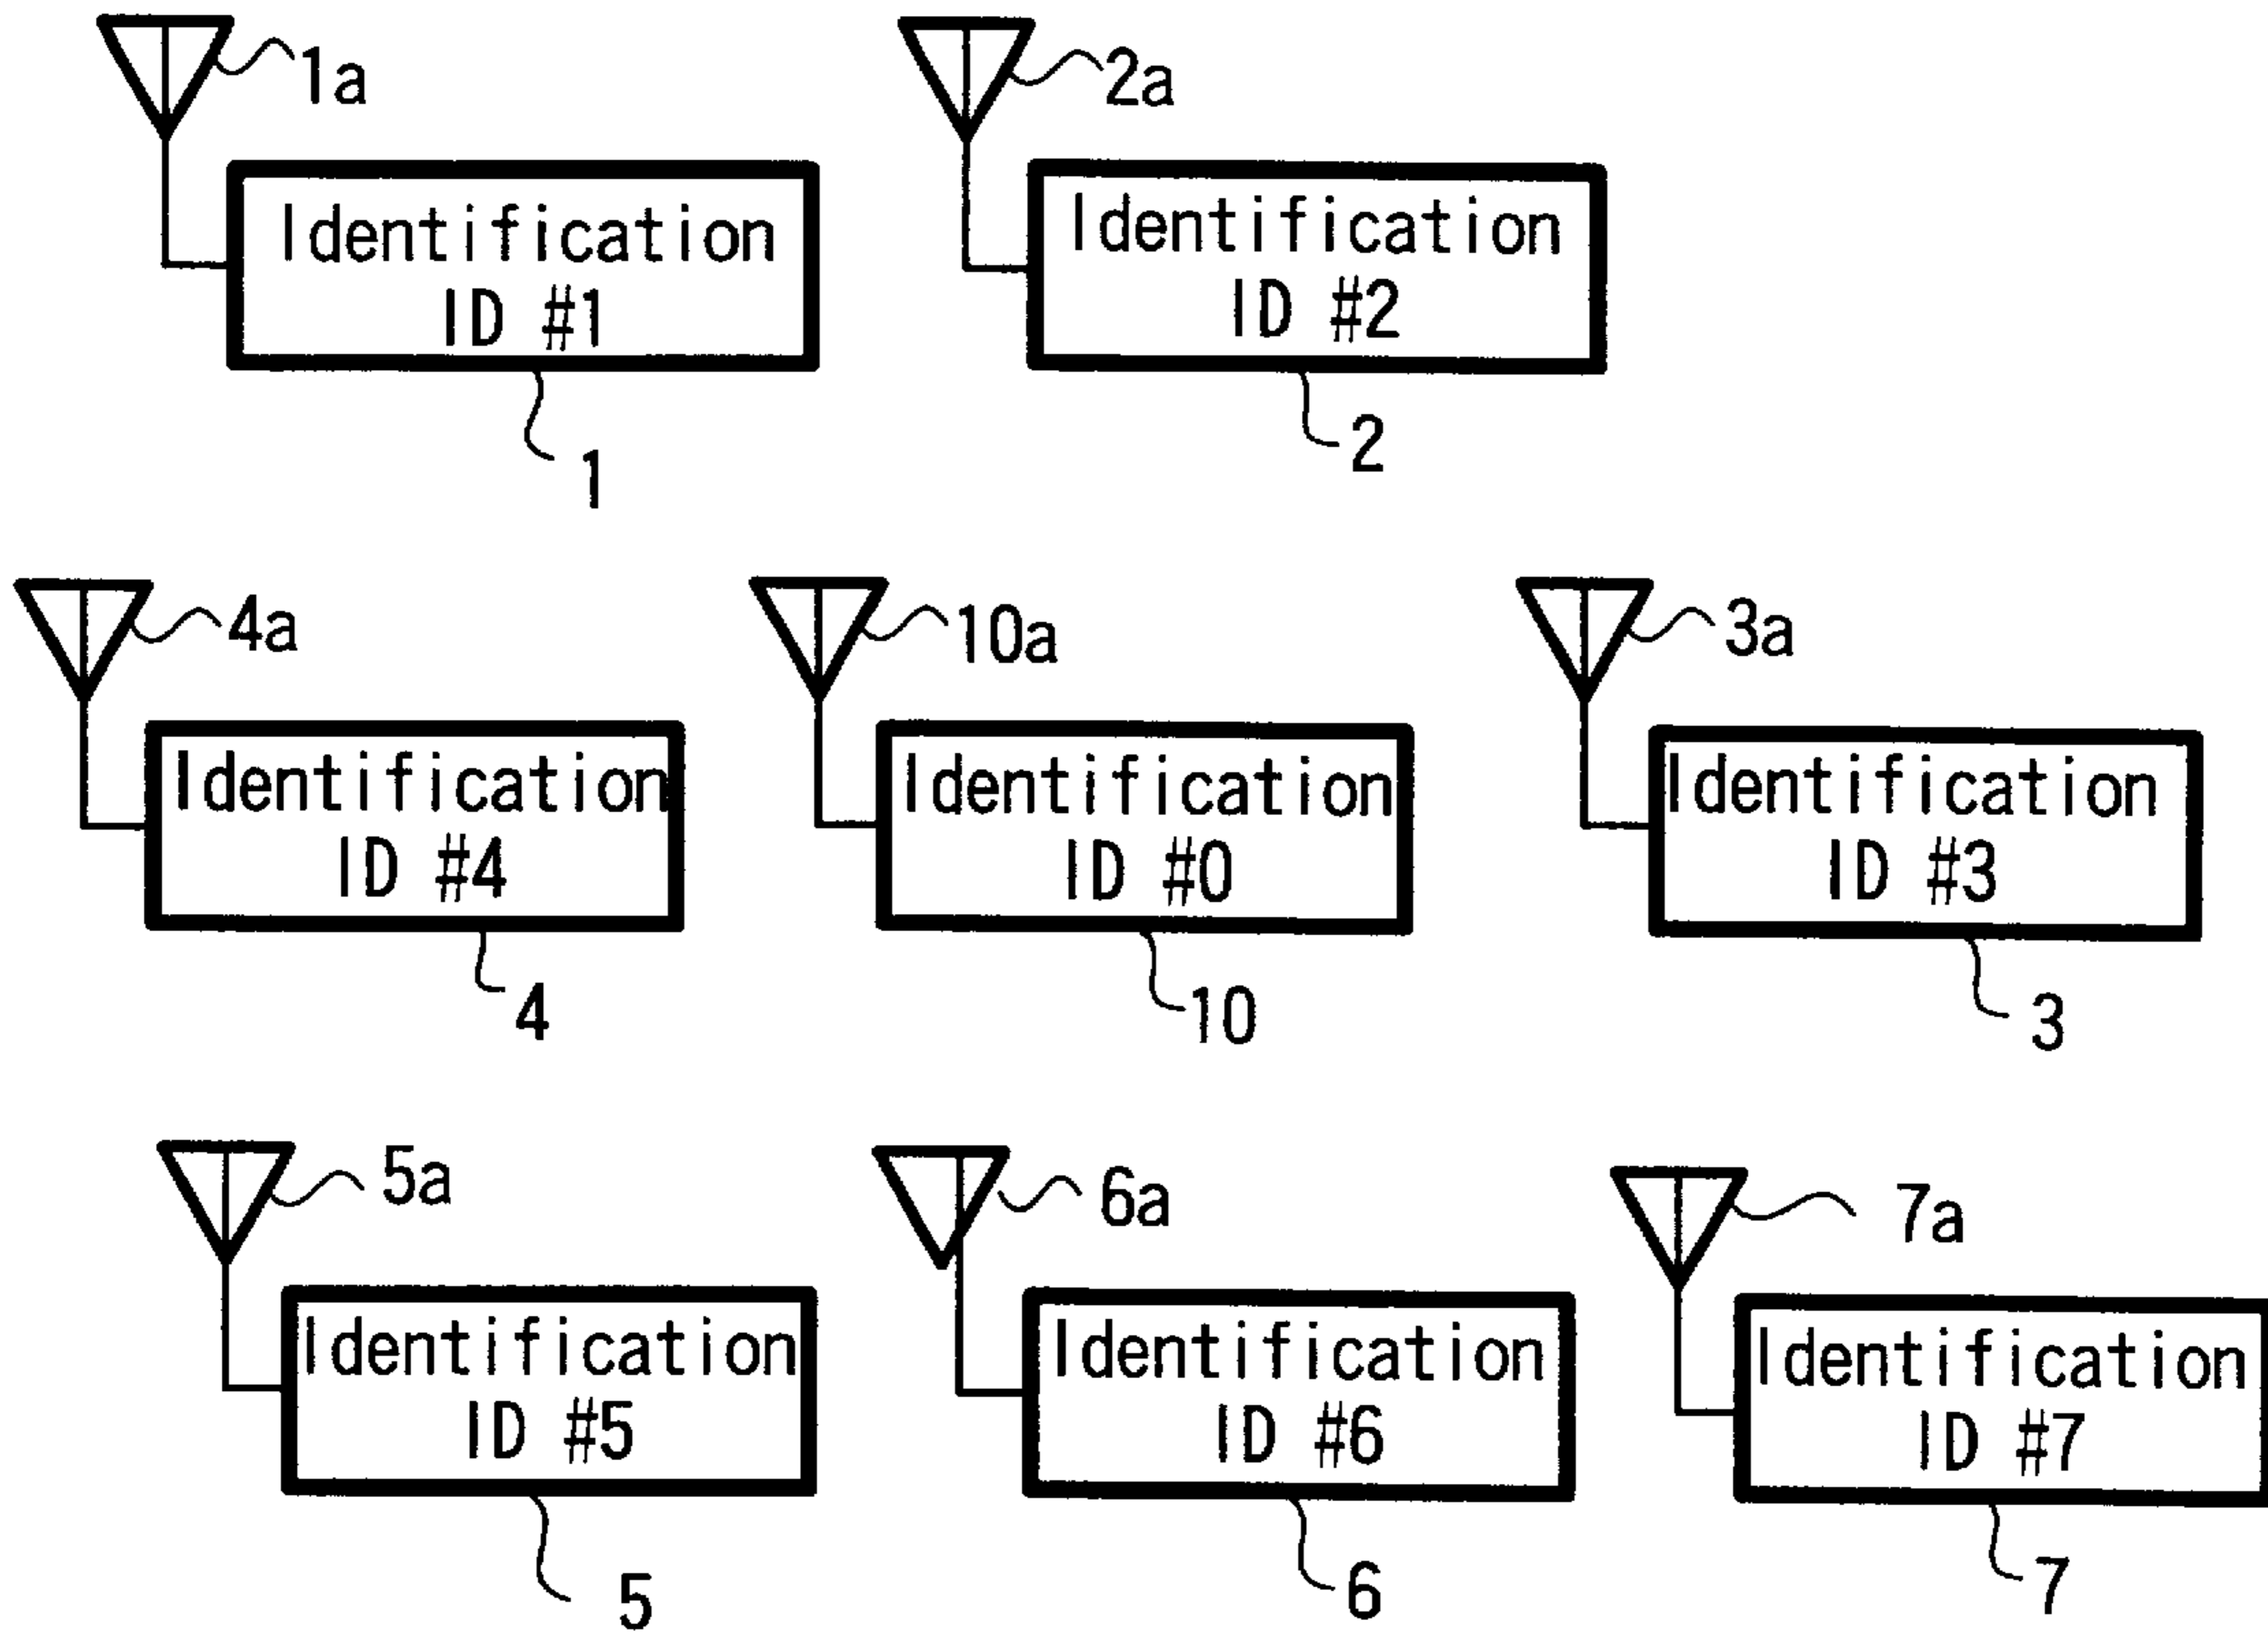 1a
2a
Identification
ID #1
Identification
ID #2
1
2
4a
10a
3a
Identification
ID #4
Identification
ID #0
Identification
ID #3
4
10
3
5a
6a
7a
Identification
ID #5
Identification
ID #6
Identification
ID #7
5
6
7